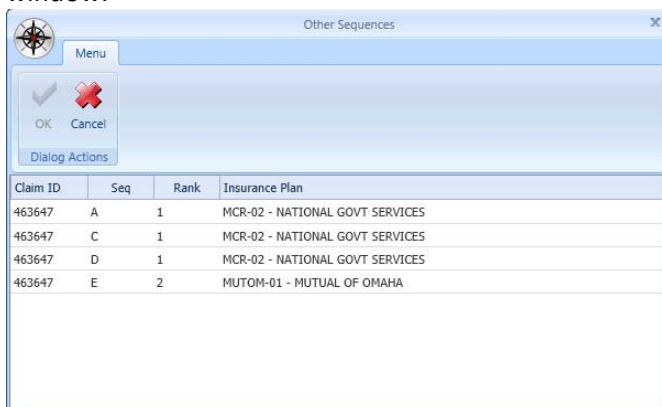 Other Sequences
Menu
OK Cancel
Dialog Actions
Claim ID Seq Rank Insurance Plan
463647 A 1 MCR-02 - NATIONAL GOVT SERVICES
463647 C 1 MCR-02 - NATIONAL GOVT SERVICES
463647 D 1 MCR-02 - NATIONAL GOVT SERVICES
463647 E 2 MUTOM-01 - MUTUAL OF OMAHA